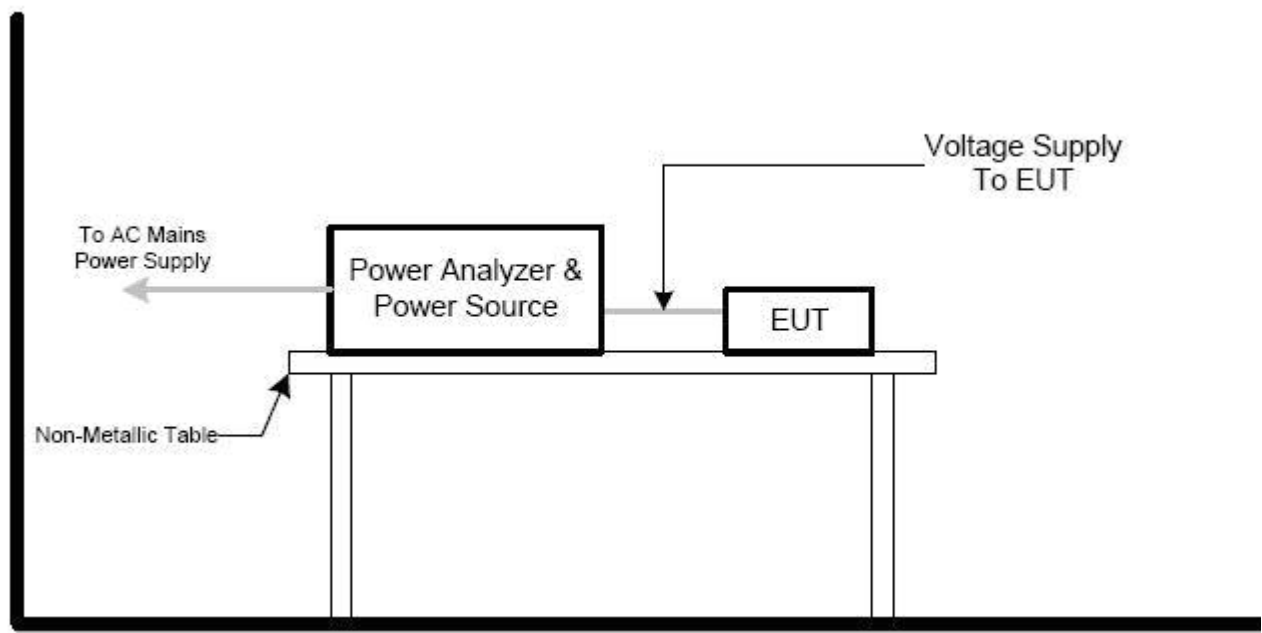 Voltage Supply
To EUT
To AC Mains
Power Supply
Power Analyzer &
Power Source
EUT
Non-Metallic Table